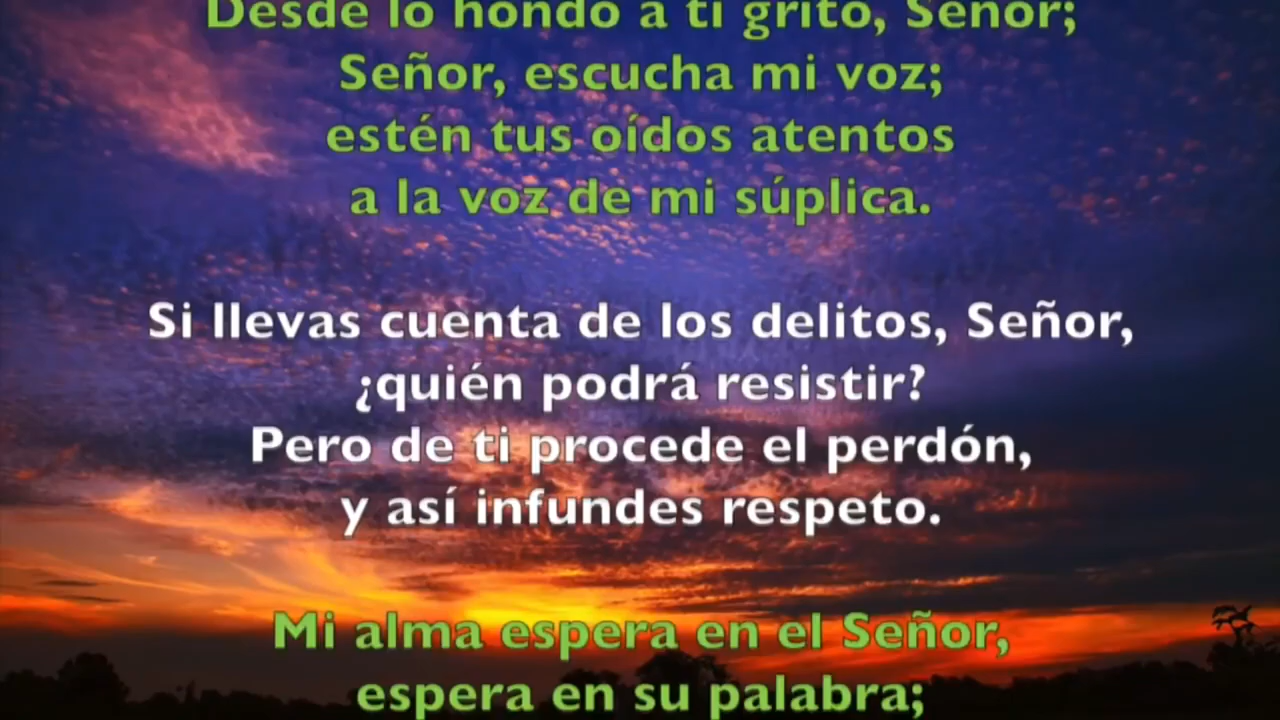 Desde lo hondo a ti grito, Señor;
Señor, escucha mi voz;
estén tus oídos atentos
a la voz de mi súplica.
Si llevas cuenta de los delitos, Señor,
¿quién podrá resistir?
Pero de ti procede el perdón,
y así infundes respeto.
Mi alma espera en el Señor,
espera en su palabra;